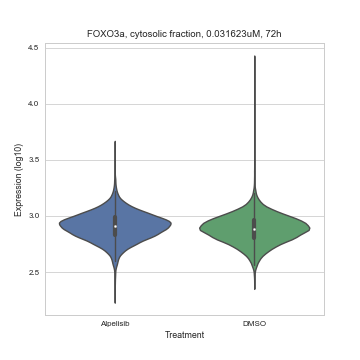 FOXO3a, cytosolic fraction, 0.031623uM, 72h
4.5
4.0
3.5
3.0
2.5
Expression (log10)
Alpelisib
DMSO
Treatment